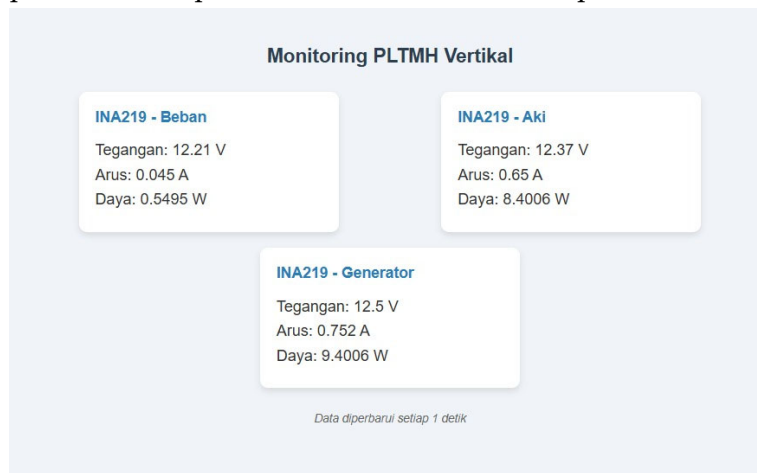 Monitoring PLTMH Vertikal
INA219 - Beban
Tegangan: 12.21 V
Arus: 0.045 A
Daya: 0.5495 W
INA219 - Aki
Tegangan: 12.37 V
Arus: 0.65 A
Daya: 8.4006 W
INA219 - Generator
Tegangan: 12.5 V
Arus: 0.752 A
Daya: 9.4006 W
Data diperbarui setiap 1 detik